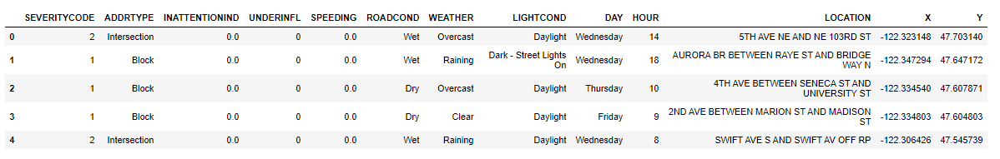 SEVERITYCODE ADDRTYPE INATTENTIONIND UNDERINFL SPEEDING ROADCOND WEATHER LIGHTCOND DAY HOUR LOCATION X Y
0 2 Intersection 0.0 0 0.0 Wet Overcast Daylight Wednesday 14 5TH AVE NE AND NE 103RD ST -122.323148 47.703140
1 1 Block 0.0 0 0.0 Wet Raining Dark - Street Lights On Wednesday 18 AURORA BR BETWEEN RAYE ST AND BRIDGE WAY N -122.347294 47.647172
2 1 Block 0.0 0 0.0 Dry Overcast Daylight Thursday 10 4TH AVE BETWEEN SENECA ST AND UNIVERSITY ST -122.334540 47.607871
3 1 Block 0.0 0 0.0 Dry Clear Daylight Friday 9 2ND AVE BETWEEN MARION ST AND MADISON ST -122.334803 47.604803
4 2 Intersection 0.0 0 0.0 Wet Raining Daylight Wednesday 8 SWIFT AVE S AND SWIFT AV OFF RP -122.306426 47.545739